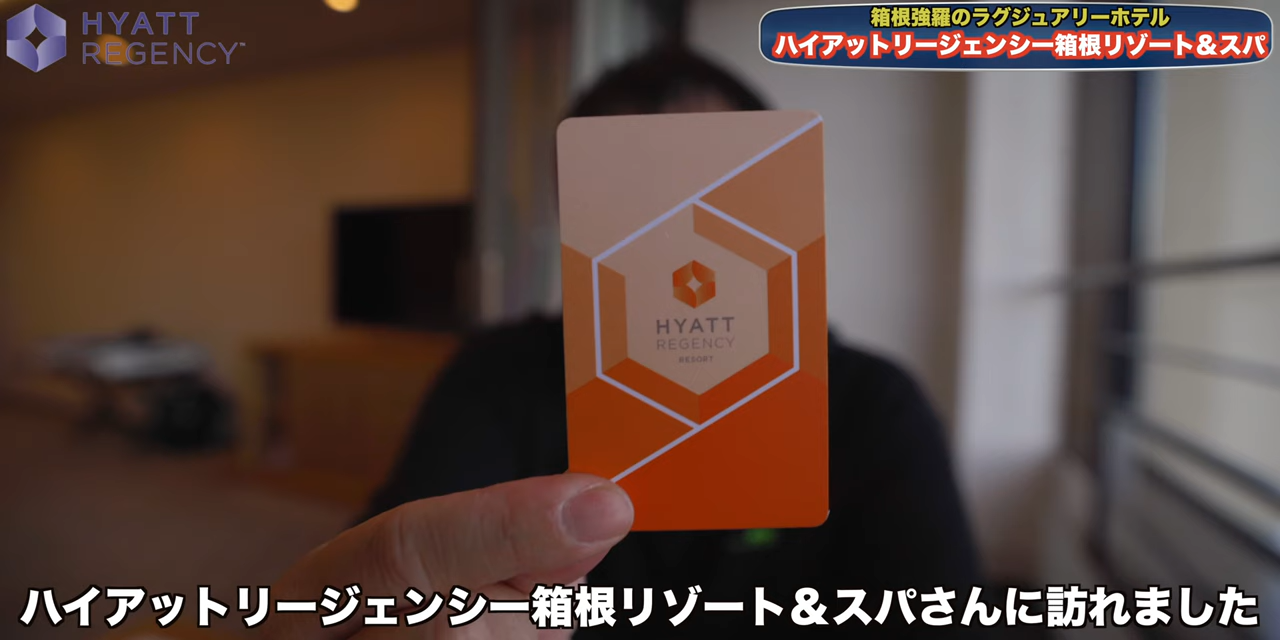 HYATT
REGENCY™
箱根強羅のラグジュアリーホテル
ハイアットリージェンシー箱根リゾート&スパ
HYATT
REGENCY
RESORT
ハイアットリージェンシー箱根リゾート&スパさんに訪れました